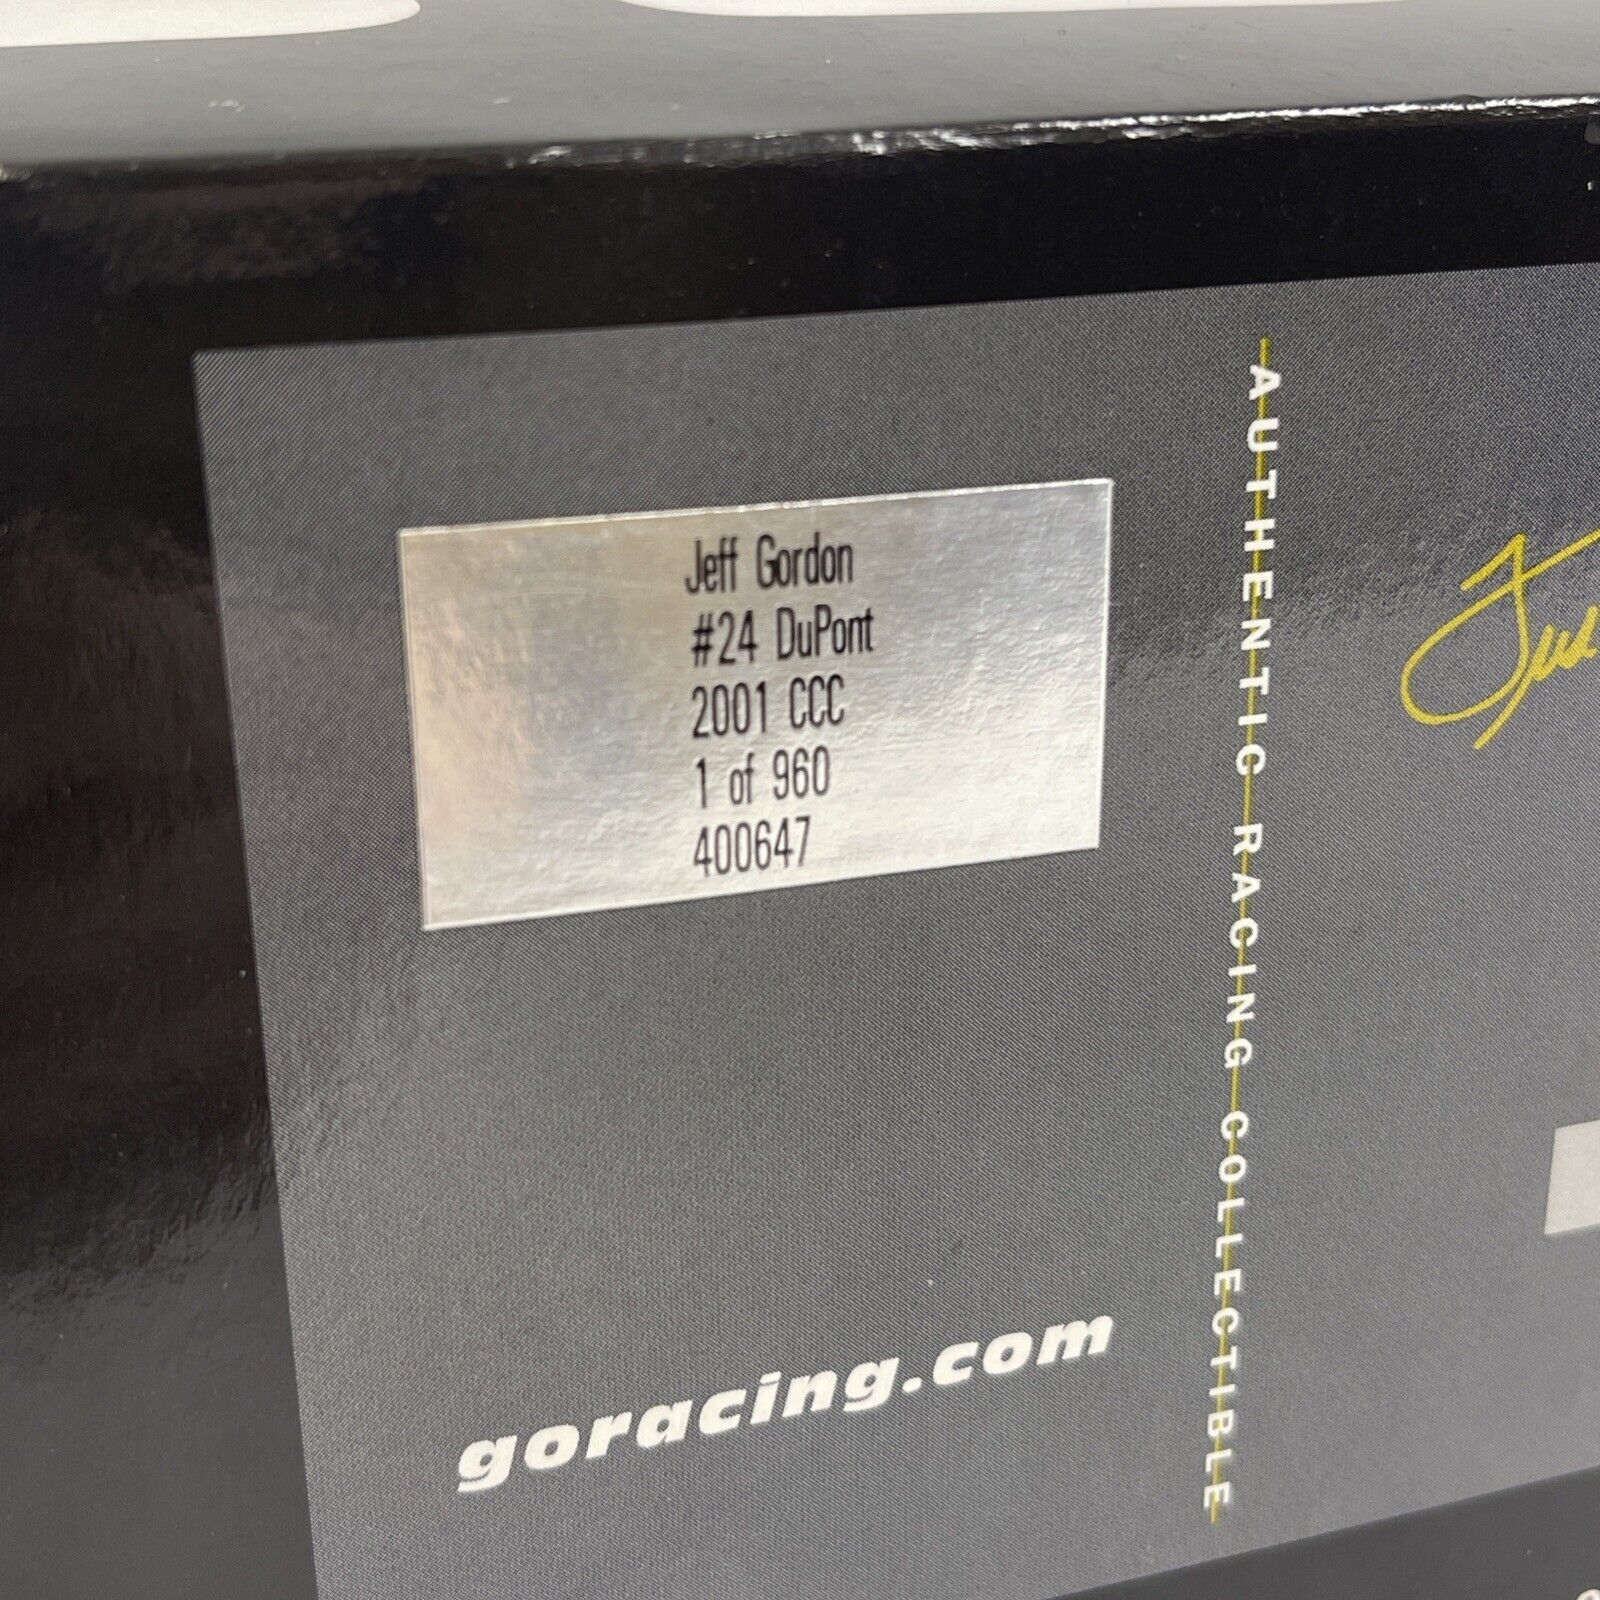 Jeff Gordon
#24 DuPont
2001 CCC
1 of 960
400647
AUTHENTIC RACING COLLECTIBLE
goracing.com